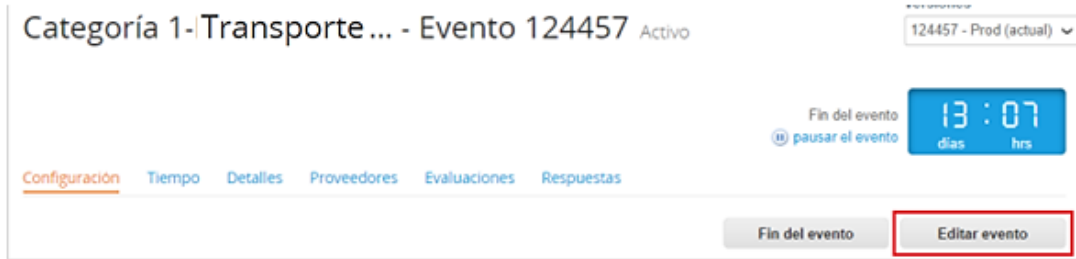 Categoría 1- Transporte ... - Evento 124457 Activo
124457 - Prod (actual)
Fin del evento
pausar el evento
13 : 07
días hrs
Configuración Tiempo Detalles Proveedores Evaluaciones Respuestas
Fin del evento Editar evento